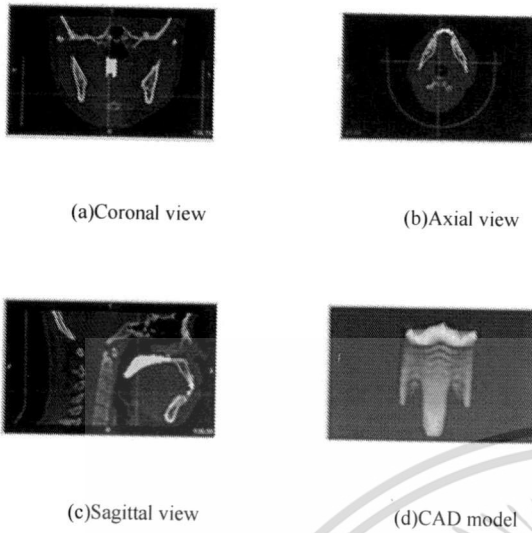 (a)Coronal view
(b)Axial view
(c)Sagittal view
(d)CAD model